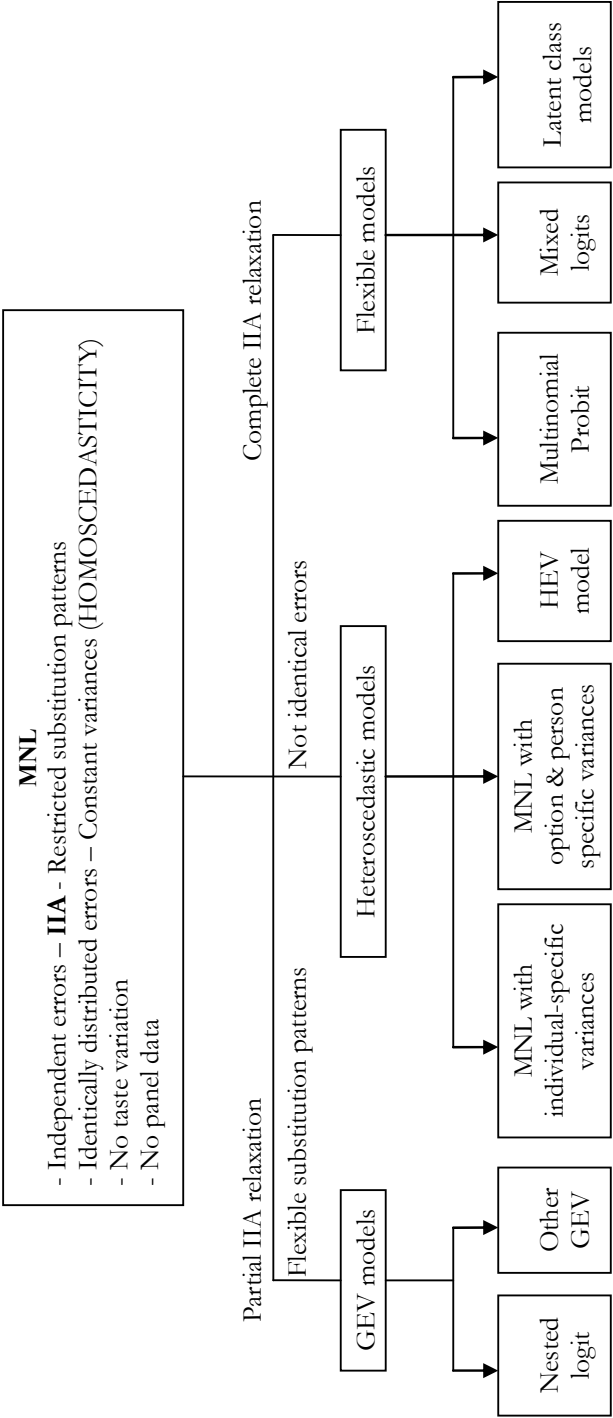 MNL
- Independent errors – IIA - Restricted substitution patterns
- Identically distributed errors – Constant variances (HOMOSCEDASTICITY)
- No taste variation
- No panel data
Partial IIA relaxation
Complete IIA relaxation
Flexible substitution patterns
Not identical errors
GEV models
Heteroscedastic models
Flexible models
Nested
logit
Other
GEV
MNL with
individual-specific
variances
MNL with
option & person
specific variances
HEV
model
Multinomial
Probit
Mixed
logits
Latent class
models